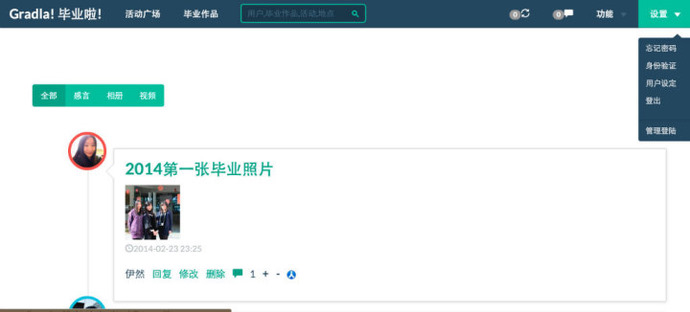 Gradla! 毕业啦! 活动广场 毕业作品 用户,毕业作品,活动,地点 0 0 功能 设置
忘记密码
身份验证
用户设定
登出
管理登陆
全部 感言 相册 视频
2014第一张毕业照片
2014-02-23 23:25
伊然 回复 修改 删除 1 + -